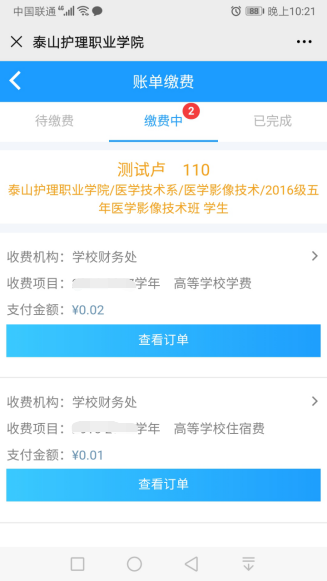 中国联通 4G 88 晚上10:21
泰山护理职业学院
账单缴费
待缴费 缴费中 2 已完成
测试卢 110
泰山护理职业学院/医学技术系/医学影像技术/2016级五
年医学影像技术班 学生
收费机构：学校财务处
收费项目： 学年 高等学校学费
支付金额：¥0.02
查看订单
收费机构：学校财务处
收费项目： 学年 高等学校住宿费
支付金额：¥0.01
查看订单